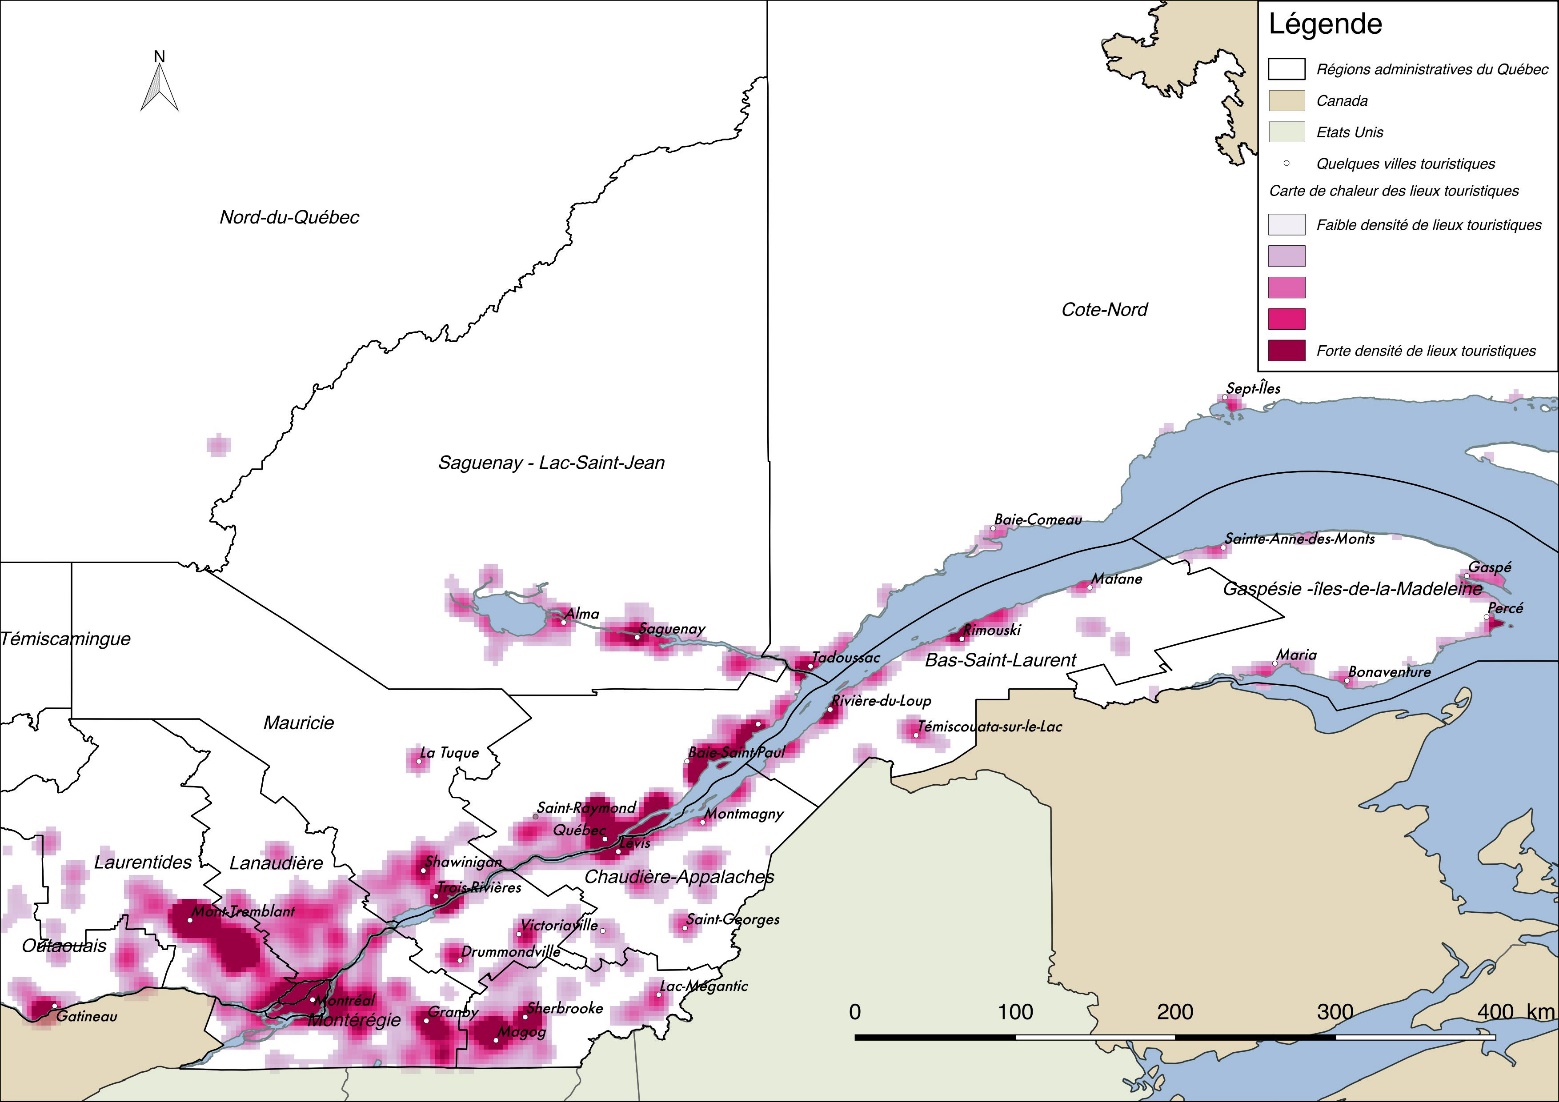 Légende
N
Régions administratives du Québec
Canada
Etats Unis
Quelques villes touristiques
Carte de chaleur des lieux touristiques
Faible densité de lieux touristiques
Forte densité de lieux touristiques
Nord-du-Québec
Cote-Nord
Sept-Îles
Saguenay - Lac-Saint-Jean
Baie-Comeau
Sainte-Anne-des-Monts
Gaspé
Matane
Gaspésie -îles-de-la-Madeleine
Percé
Alma
Saguenay
Rimouski
Témiscamingue
Tadoussac
Bas-Saint-Laurent
Maria
Bonaventure
Rivière-du-Loup
Mauricie
Témiscouata-sur-le-Lac
La Tuque
Baie-Saint-Paul
Saint-Raymond
Montmagny
Québec
Lévis
Laurentides
Lanaudière
Shawinigan
Chaudière-Appalaches
Trois-Rivières
Mont-Tremblant
Victoriaville
Saint-Georges
Outaouais
Drummondville
Lac-Mégantic
Montréal
Gatineau
Montérégie
Granby
Sherbrooke
Magog
0 100 200 300 400 km